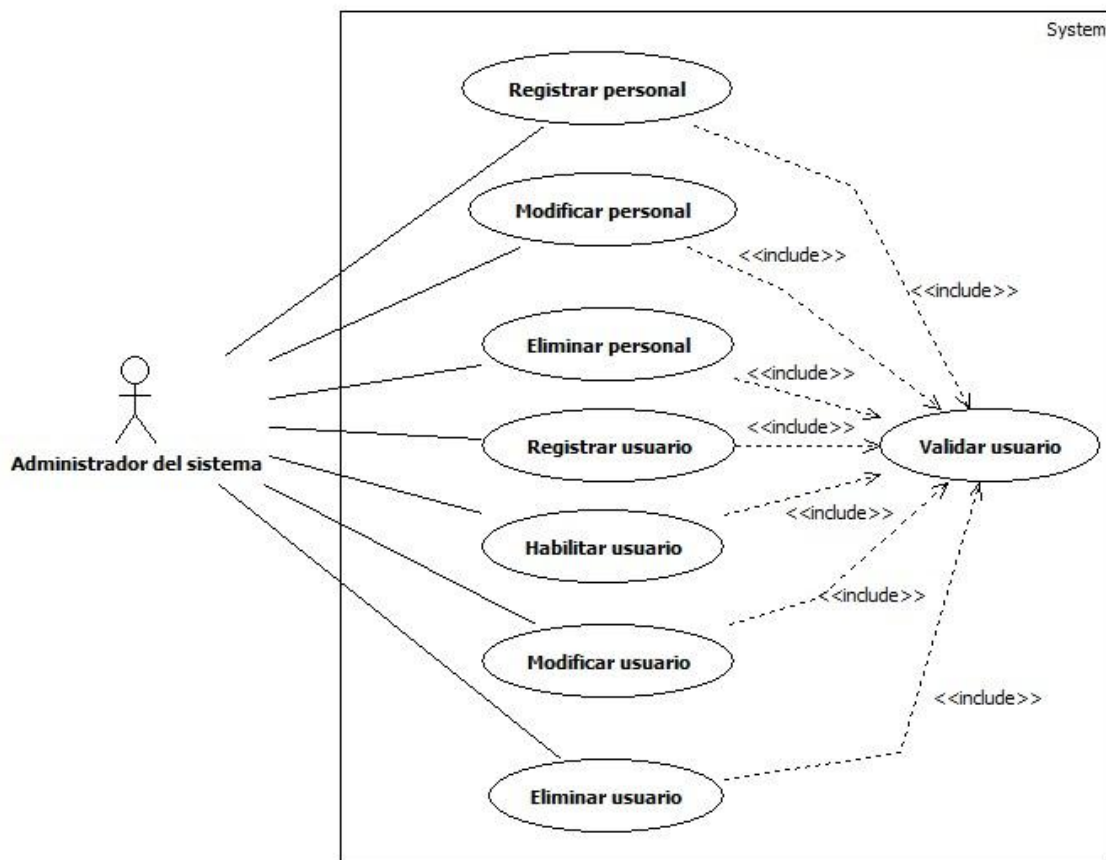 System
Registrar personal
Modificar personal
<<include>>
<<include>>
Eliminar personal
<<include>>
<<include>>
Registrar usuario
Validar usuario
Administrador del sistema
<<include>>
Habilitar usuario
<<include>>
Modificar usuario
<<include>>
Eliminar usuario